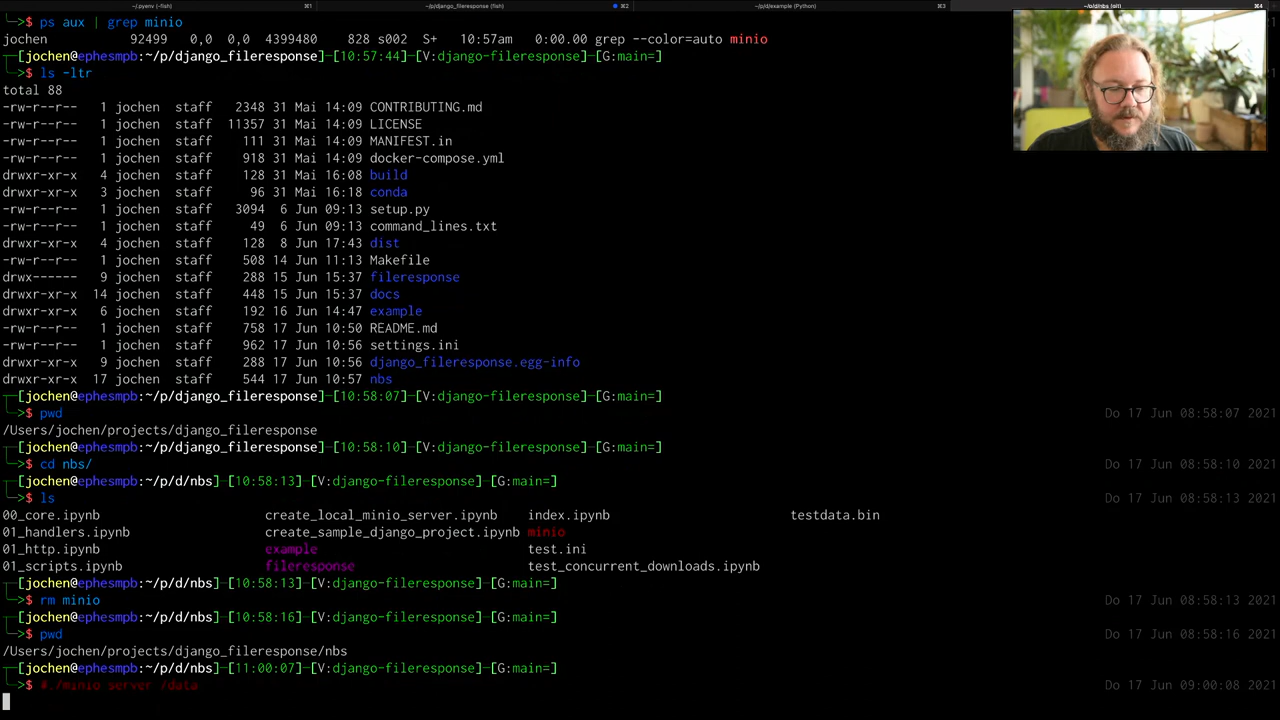 ~/.pyenv (-fish) ⌘1 ~/p/django_fileresponse (fish) ⌘2 ~/p/d/example (Python) ⌘3 ~/p/d/nbs (git) ⌘4
└─>$ ps aux | grep minio
jochen 92499 0,0 0,0 4399480 828 s002 S+ 10:57am 0:00.00 grep --color=auto minio
┬─[jochen@ephesmpb:~/p/django_fileresponse]─[10:57:44]─[V:django-fileresponse]─[G:main=]
╰─>$ ls -ltr
total 88
-rw-r--r-- 1 jochen staff 2348 31 Mai 14:09 CONTRIBUTING.md
-rw-r--r-- 1 jochen staff 11357 31 Mai 14:09 LICENSE
-rw-r--r-- 1 jochen staff 111 31 Mai 14:09 MANIFEST.in
-rw-r--r-- 1 jochen staff 918 31 Mai 14:09 docker-compose.yml
drwxr-xr-x 4 jochen staff 128 31 Mai 16:08 build
drwxr-xr-x 3 jochen staff 96 31 Mai 16:18 conda
-rw-r--r-- 1 jochen staff 3094 6 Jun 09:13 setup.py
-rw-r--r-- 1 jochen staff 49 6 Jun 09:13 command_lines.txt
drwxr-xr-x 4 jochen staff 128 8 Jun 17:43 dist
-rw-r--r-- 1 jochen staff 508 14 Jun 11:13 Makefile
drwx------ 9 jochen staff 288 15 Jun 15:37 fileresponse
drwxr-xr-x 14 jochen staff 448 15 Jun 15:37 docs
drwxr-xr-x 6 jochen staff 192 16 Jun 14:47 example
-rw-r--r-- 1 jochen staff 758 17 Jun 10:50 README.md
-rw-r--r-- 1 jochen staff 962 17 Jun 10:56 settings.ini
drwxr-xr-x 9 jochen staff 288 17 Jun 10:56 django_fileresponse.egg-info
drwxr-xr-x 17 jochen staff 544 17 Jun 10:57 nbs
┬─[jochen@ephesmpb:~/p/django_fileresponse]─[10:58:07]─[V:django-fileresponse]─[G:main=]
╰─>$ pwd Do 17 Jun 08:58:07 2021
/Users/jochen/projects/django_fileresponse
┬─[jochen@ephesmpb:~/p/django_fileresponse]─[10:58:10]─[V:django-fileresponse]─[G:main=]
╰─>$ cd nbs/ Do 17 Jun 08:58:10 2021
┬─[jochen@ephesmpb:~/p/d/nbs]─[10:58:13]─[V:django-fileresponse]─[G:main=]
╰─>$ ls Do 17 Jun 08:58:13 2021
00_core.ipynb create_local_minio_server.ipynb index.ipynb testdata.bin
01_handlers.ipynb create_sample_django_project.ipynb minio
01_http.ipynb example test.ini
01_scripts.ipynb fileresponse test_concurrent_downloads.ipynb
┬─[jochen@ephesmpb:~/p/d/nbs]─[10:58:13]─[V:django-fileresponse]─[G:main=]
╰─>$ rm minio Do 17 Jun 08:58:13 2021
┬─[jochen@ephesmpb:~/p/d/nbs]─[10:58:16]─[V:django-fileresponse]─[G:main=]
╰─>$ pwd Do 17 Jun 08:58:16 2021
/Users/jochen/projects/django_fileresponse/nbs
┬─[jochen@ephesmpb:~/p/d/nbs]─[11:00:07]─[V:django-fileresponse]─[G:main=]
╰─>$ #./minio server /data Do 17 Jun 09:00:08 2021